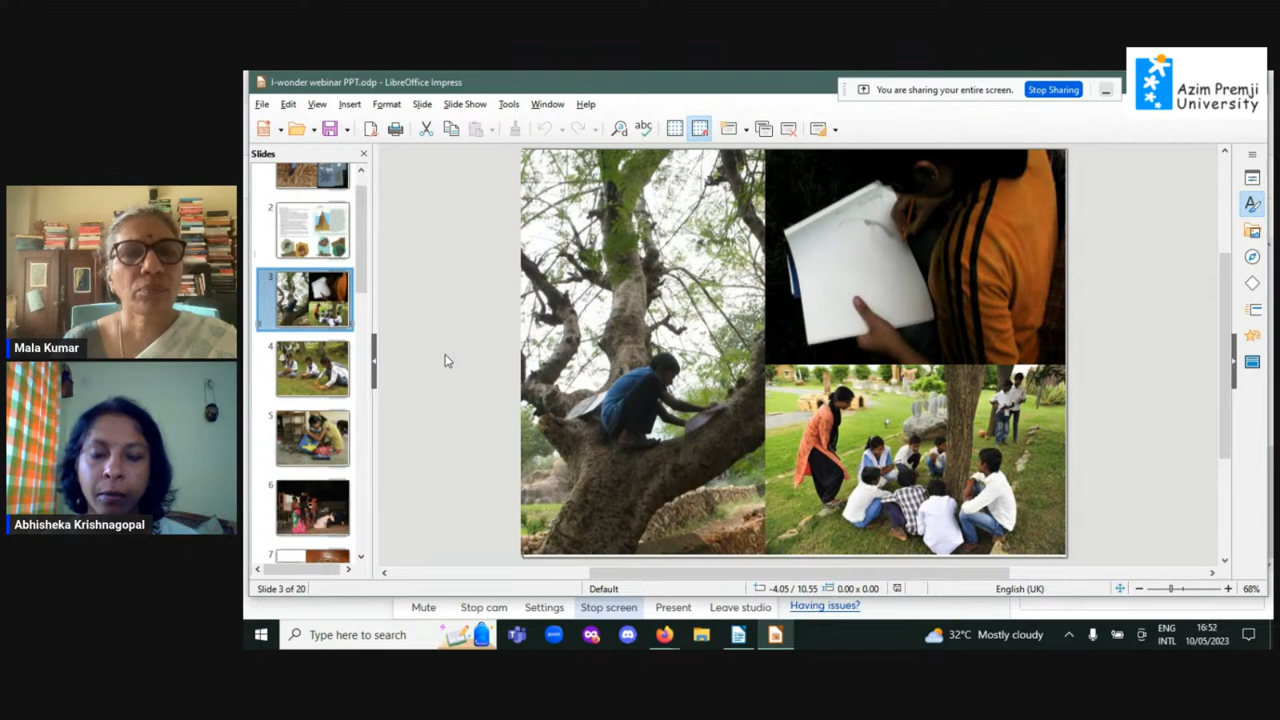 I-wonder webinar PPT.odp - LibreOffice Impress
You are sharing your entire screen.
Stop Sharing
Azim Premji
University
File Edit View Insert Format Slide Slide Show Tools Window Help
abc
Slides
2
3
4
5
6
7
Mala Kumar
Abhisheka Krishnagopal
Slide 3 of 20
Default
-4.05 / 10.55
0.00 x 0.00
English (UK)
68%
Mute
Stop cam
Settings
Stop screen
Present
Leave studio
Having issues?
Type here to search
32°C Mostly cloudy
ENG
INTL
16:52
10/05/2023